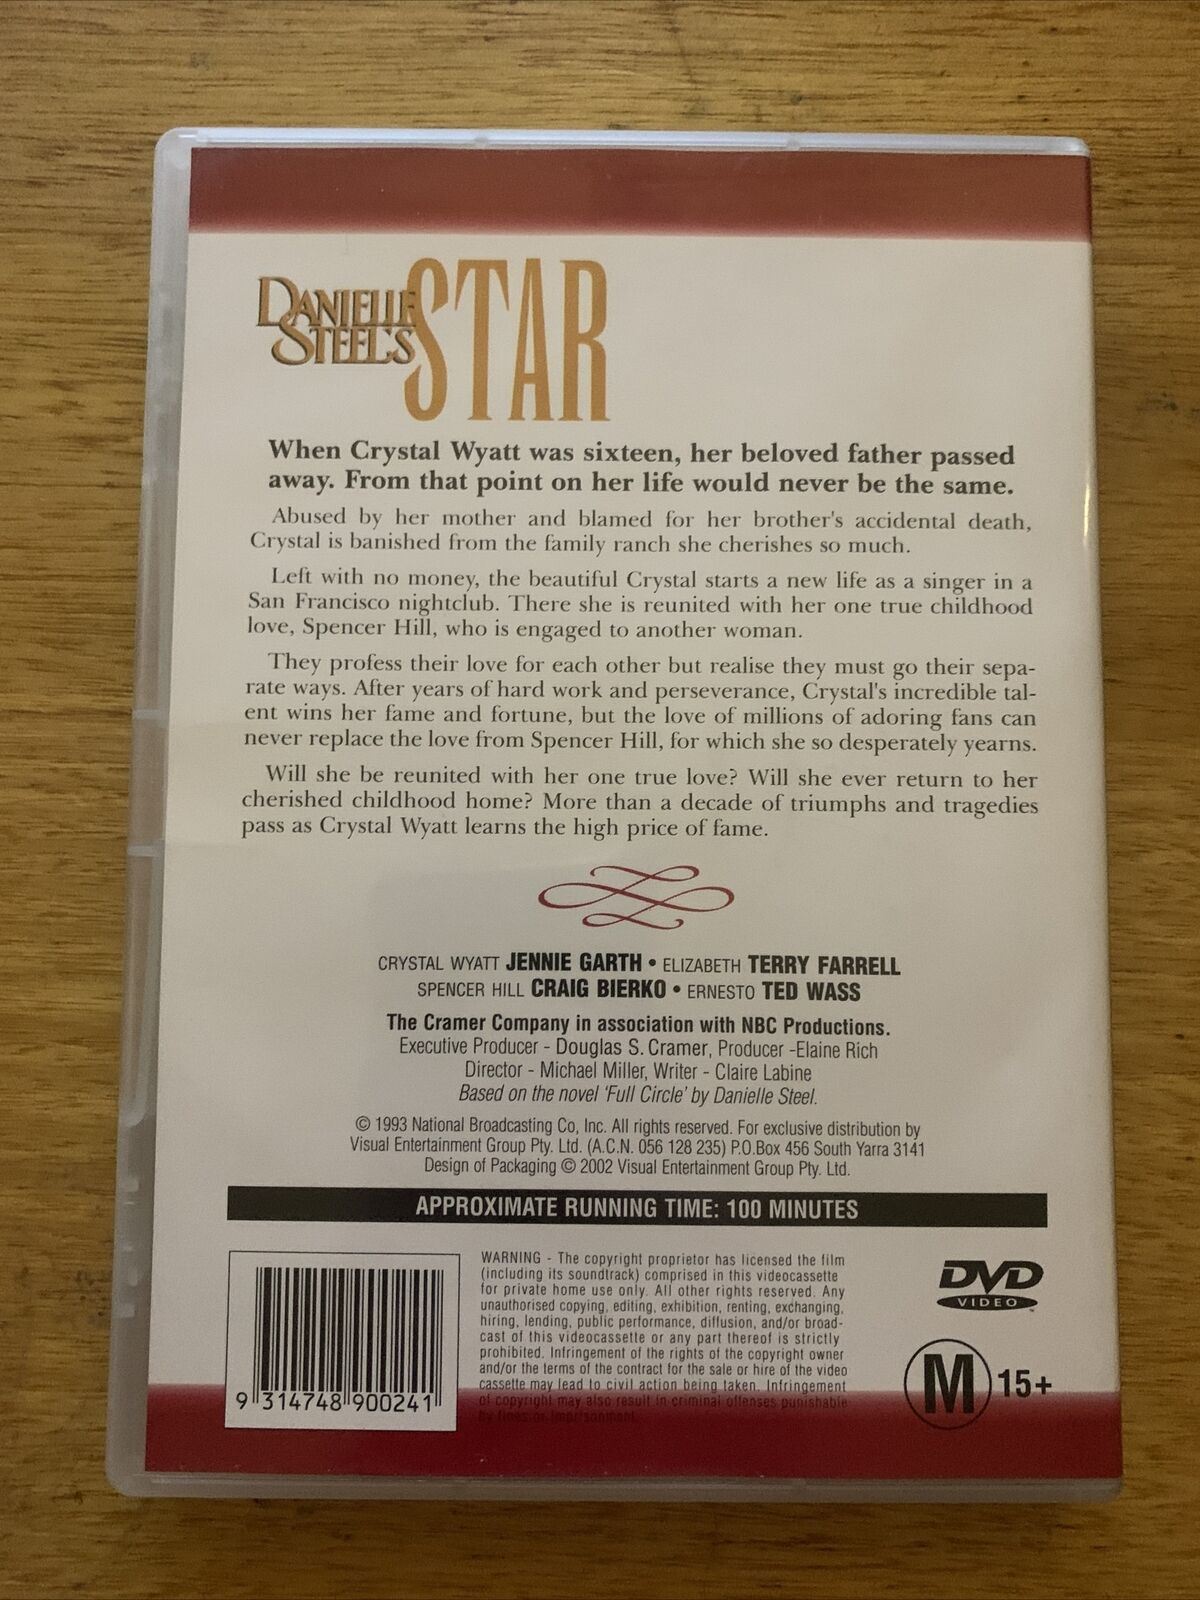 DANIELLE
STEEL'S
STAR
When Crystal Wyatt was sixteen, her beloved father passed
away. From that point on her life would never be the same.
Abused by her mother and blamed for her brother's accidental death,
Crystal is banished from the family ranch she cherishes so much.
Left with no money, the beautiful Crystal starts a new life as a singer in a
San Francisco nightclub. There she is reunited with her one true childhood
love, Spencer Hill, who is engaged to another woman.
They profess their love for each other but realise they must go their sepa-
rate ways. After years of hard work and perseverance, Crystal's incredible tal-
ent wins her fame and fortune, but the love of millions of adoring fans can
never replace the love from Spencer Hill, for which she so desperately yearns.
Will she be reunited with her one true love? Will she ever return to her
cherished childhood home? More than a decade of triumphs and tragedies
pass as Crystal Wyatt learns the high price of fame.
CRYSTAL WYATT JENNIE GARTH • ELIZABETH TERRY FARRELL
SPENCER HILL CRAIG BIERKO • ERNESTO TED WASS
The Cramer Company in association with NBC Productions.
Executive Producer - Douglas S. Cramer, Producer -Elaine Rich
Director - Michael Miller, Writer - Claire Labine
Based on the novel 'Full Circle' by Danielle Steel.
© 1993 National Broadcasting Co, Inc. All rights reserved. For exclusive distribution by
Visual Entertainment Group Pty. Ltd. (A.C.N. 056 128 235) P.O.Box 456 South Yarra 3141
Design of Packaging © 2002 Visual Entertainment Group Pty. Ltd.
APPROXIMATE RUNNING TIME: 100 MINUTES
9 314748 900241
WARNING - The copyright proprietor has licensed the film
(including its soundtrack) comprised in this videocassette
for private home use only. All other rights reserved. Any
unauthorised copying, editing, exhibition, renting, exchanging,
hiring, lending, public performance, diffusion, and/or broad-
cast of this videocassette or any part thereof is strictly
prohibited. Infringement of the rights of the copyright owner
and/or the terms of the contract for the sale or hire of the video
cassette may lead to civil action being taken. Infringement
of copyright may also result in criminal offenses punishable
by fines or imprisonment.
DVD
VIDEO
M 15+